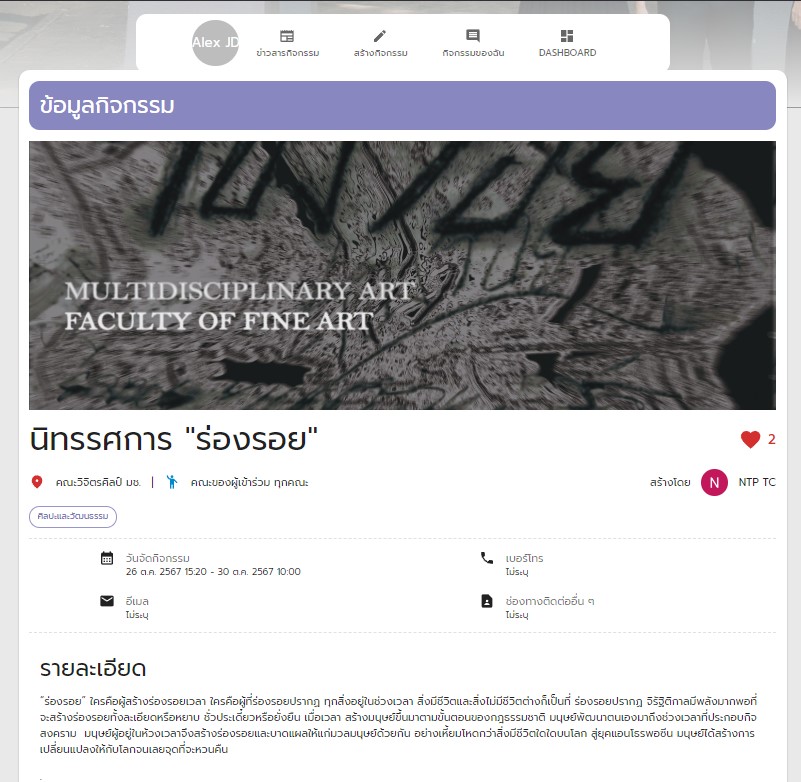 Alex JD
ข่าวสารกิจกรรม
สร้างกิจกรรม
กิจกรรมของฉัน
DASHBOARD
ข้อมูลกิจกรรม
MULTIDISCIPLINARY ART
FACULTY OF FINE ART
นิทรรศการ "ร่องรอย"
2
คณะวิจิตรศิลป์ มช. | คณะของผู้เข้าร่วม ทุกคณะ
สร้างโดย N NTP TC
ศิลปะและวัฒนธรรม
วันจัดกิจกรรม
26 ต.ค. 2567 15:20 - 30 ต.ค. 2567 10:00
เบอร์โทร
ไม่ระบุ
อีเมล
ไม่ระบุ
ช่องทางติดต่ออื่น ๆ
ไม่ระบุ
รายละเอียด
“ร่องรอย” ใครคือผู้สร้างร่องรอยเวลา ใครคือผู้ที่ร่องรอยปรากฏ ทุกสิ่งอยู่ในช่วงเวลา สิ่งมีชีวิตและสิ่งไม่มีชีวิตต่างก็เป็นที่ ร่องรอยปรากฏ จิรัฐิติกาลมีพลังมากพอที่
จะสร้างร่องรอยทั้งละเอียดหรือหยาบ ชั่วประเดี๋ยวหรือยั่งยืน เมื่อเวลา สร้างมนุษย์ขึ้นมาตามขั้นตอนของกฎธรรมชาติ มนุษย์พัฒนาตนเองมาถึงช่วงเวลาที่ประกอบกิจ
สงคราม มนุษย์ผู้อยู่ในห้วงเวลาจึงสร้างร่องรอยและบาดแผลให้แก่มวลมนุษย์ด้วยกัน อย่างเหี้ยมโหดกว่าสิ่งมีชีวิตใดใดบนโลก สู่ยุคแอนโธรพอซีน มนุษย์ได้สร้างการ
เปลี่ยนแปลงให้กับโลกจนเลยจุดที่จะหวนคืน